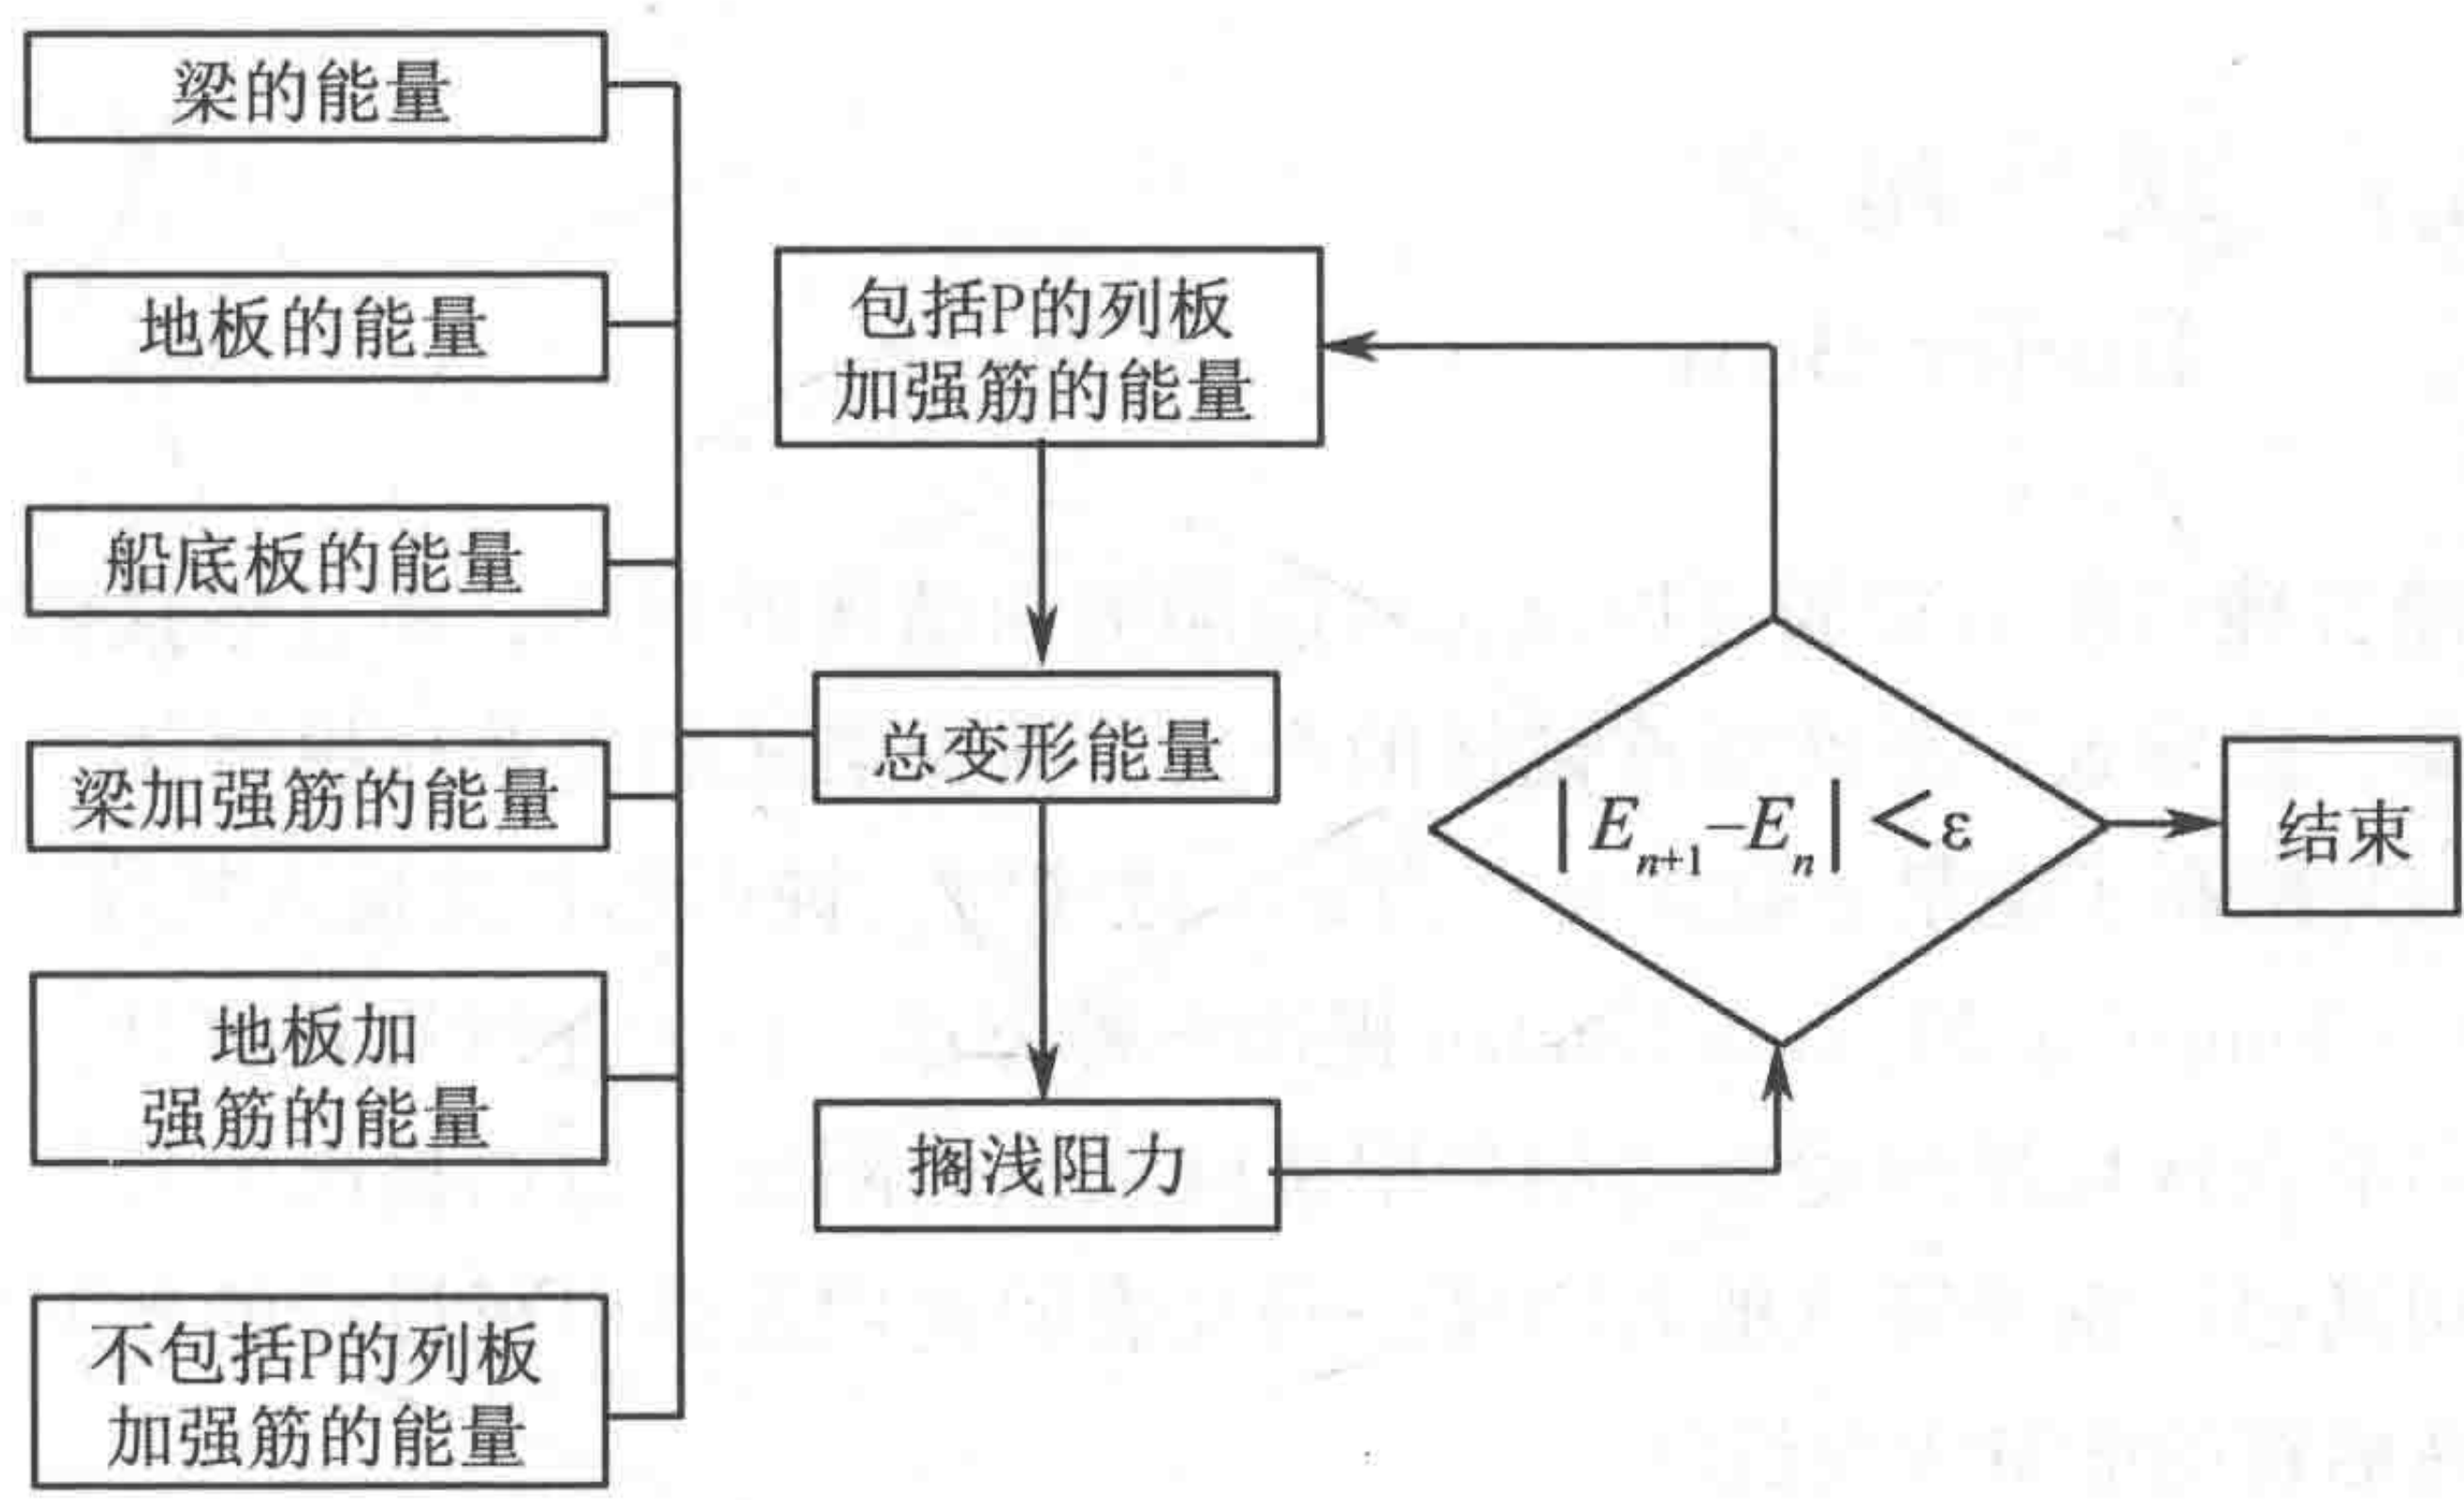 梁的能量
地板的能量
船底板的能量
梁加强筋的能量
地板加
强筋的能量
不包括P的列板
加强筋的能量
包括P的列板
加强筋的能量
总变形能量
搁浅阻力
|E_{n+1}-E_n|<ε
结束